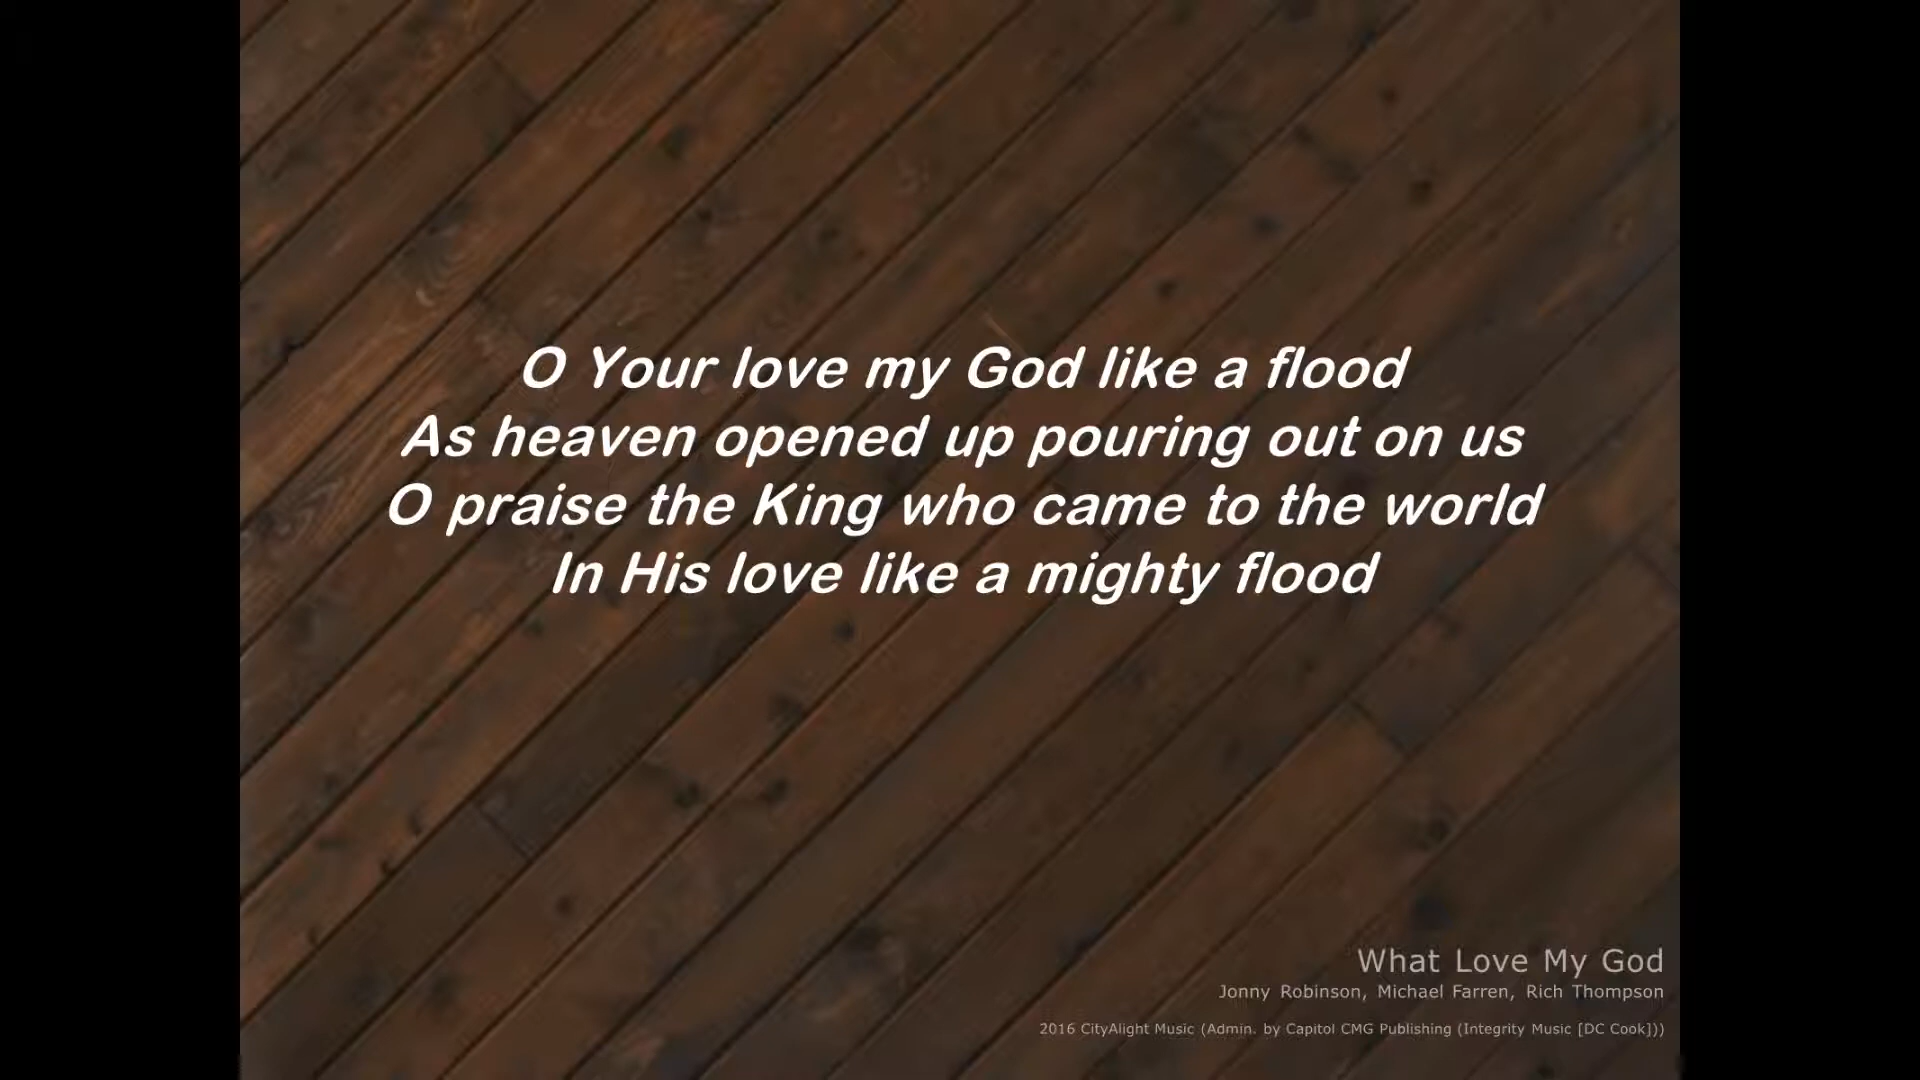 O Your love my God like a flood
As heaven opened up pouring out on us
O praise the King who came to the world
In His love like a mighty flood
What Love My God
Jonny Robinson, Michael Farren, Rich Thompson
2016 CityAlight Music (Admin. by Capitol CMG Publishing (Integrity Music [DC Cook]))